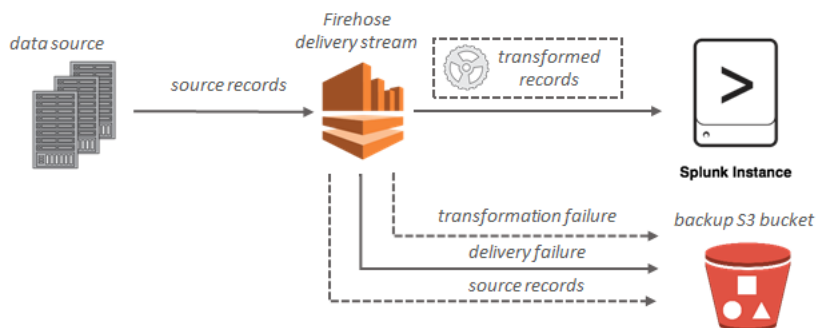 data source
source records
Firehose
delivery stream
transformed
records
>
Splunk Instance
transformation failure
delivery failure
source records
backup S3 bucket